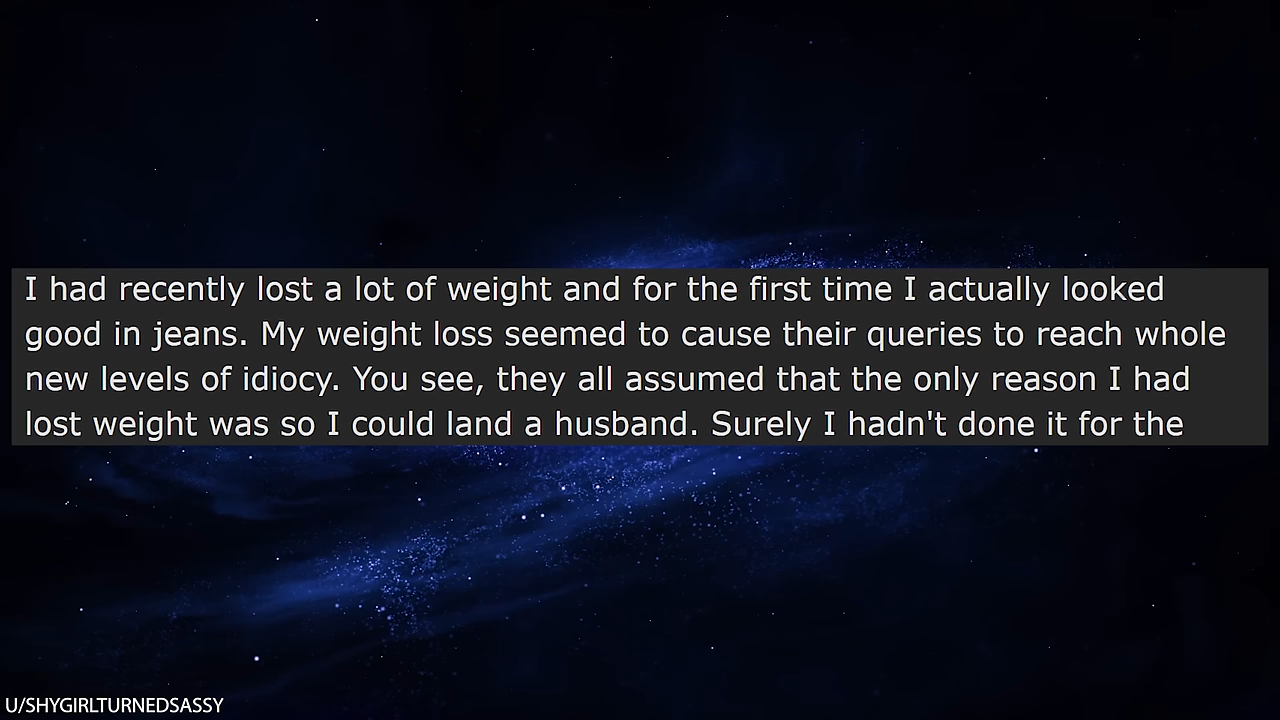 I had recently lost a lot of weight and for the first time I actually looked
good in jeans. My weight loss seemed to cause their queries to reach whole
new levels of idiocy. You see, they all assumed that the only reason I had
lost weight was so I could land a husband. Surely I hadn't done it for the
U/SHYGIRLTURNEDSASSY